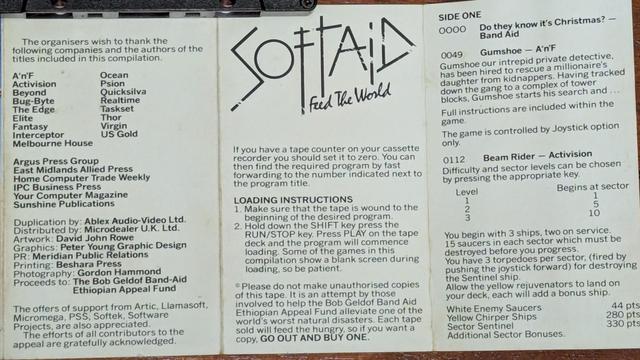 The organisers wish to thank the
following companies and the authors of the
titles included in this compilation.
A'n'F Ocean
Activision Psion
Beyond Quicksilva
Bug-Byte Realtime
The Edge Taskset
Elite Thor
Fantasy Virgin
Interceptor US Gold
Melbourne House
Argus Press Group
East Midlands Allied Press
Home Computer Trade Weekly
IPC Business Press
Your Computer Magazine
Sunshine Publications
Duplication by: Ablex Audio-Video Ltd.
Distributed by: Microdealer U.K. Ltd.
Artwork: David John Rowe
Graphics: Peter Young Graphic Design
PR: Meridian Public Relations
Printing: Beshara Press
Photography: Gordon Hammond
Proceeds to: The Bob Geldof Band-Aid
Ethiopian Appeal Fund
The offers of support from Artic, Llamasoft,
Micromega, PSS, Softek, Software
Projects, are also appreciated.
The efforts of all contributors to the
appeal are gratefully acknowledged.
SOFTAID
Feed The World
If you have a tape counter on your cassette
recorder you should set it to zero. You can
then find the required program by fast
forwarding to the number indicated next to
the program title.
LOADING INSTRUCTIONS
1. Make sure that the tape is wound to the
beginning of the desired program.
2. Hold down the SHIFT key press the
RUN/STOP key. Press PLAY on the tape
deck and the program will commence
loading. Some of the games in this
compilation show a blank screen during
loading, so be patient.
Please do not make unauthorised copies
of this tape. It is an attempt by those
involved to help the Bob Geldof Band Aid
Ethiopian Appeal Fund alleviate one of the
world's worst natural disasters. Each tape
sold will feed the hungry, so if you want a
copy, GO OUT AND BUY ONE.
SIDE ONE
0000 Do they know it's Christmas? —
Band Aid
0049 Gumshoe — A'n'F
Gumshoe our intrepid private detective,
has been hired to rescue a millionaire's
daughter from kidnappers. Having tracked
down the gang to a complex of tower
blocks, Gumshoe starts his search and ...
Full instructions are included within the
game.
The game is controlled by Joystick option
only.
0112 Beam Rider — Activision
Difficulty and sector levels can be chosen
by pressing the appropriate key.
Level Begins at sector
1 1
2 5
3 10
You begin with 3 ships, two on service.
15 saucers in each sector which must be
destroyed before you progress.
You have 3 torpedoes per sector, (fired by
pushing the joystick forward) for destroying
the Sentinel ship.
Allow the yellow rejuvenators to land on
your deck, each will add a bonus ship.
White Enemy Saucers 44 pts
Yellow Chirper Ships 280 pts
Sector Sentinel 330 pts
Additional Sector Bonuses.